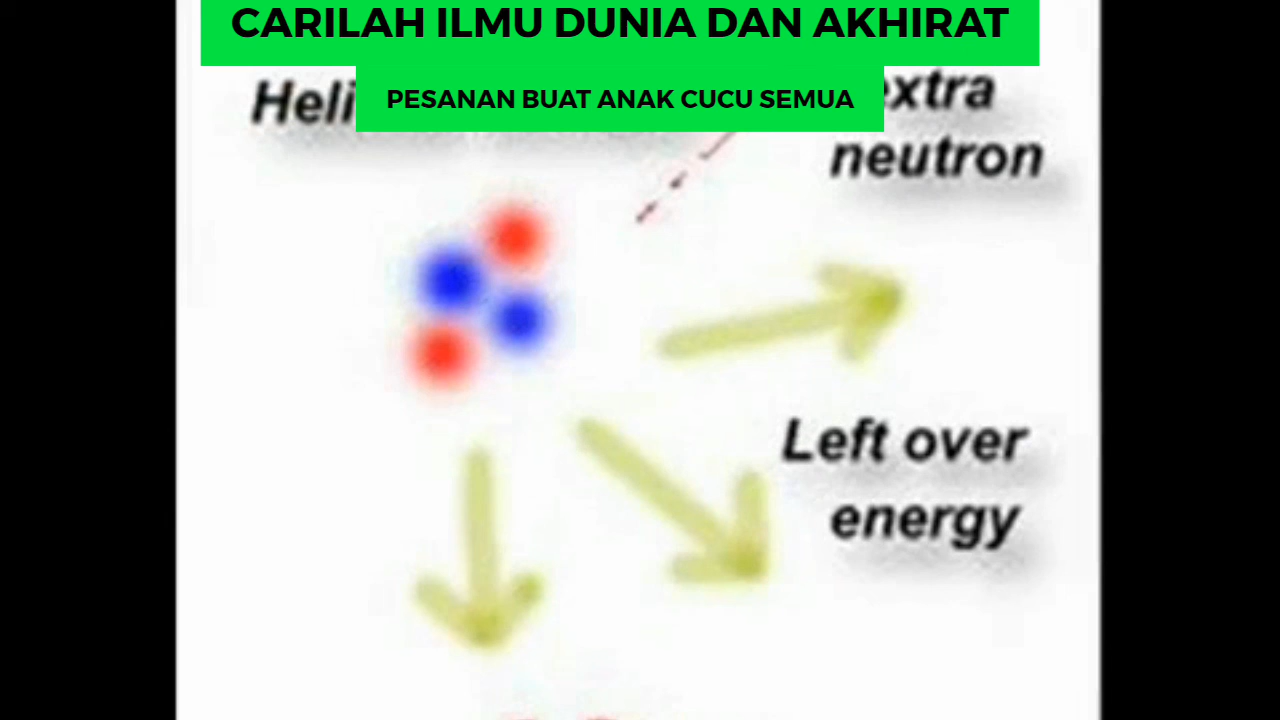 CARILAH ILMU DUNIA DAN AKHIRAT
PESANAN BUAT ANAK CUCU SEMUA
extra
neutron
Left over
energy